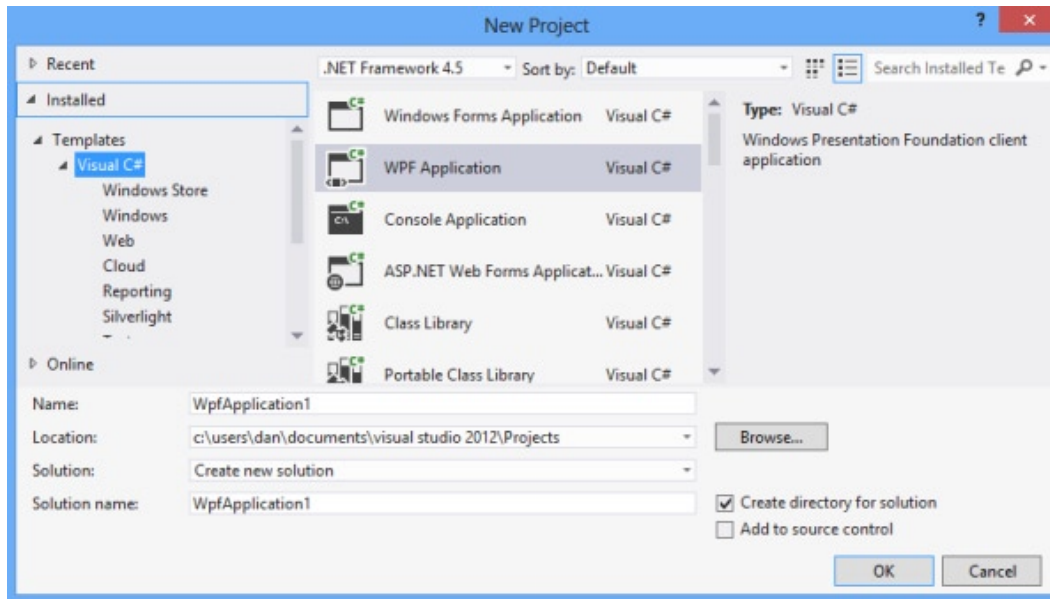 New Project
?
Recent
Installed
Templates
Visual C#
Windows Store
Windows
Web
Cloud
Reporting
Silverlight
Online
.NET Framework 4.5 Sort by: Default Search Installed Te
C# Windows Forms Application Visual C#
C# WPF Application Visual C#
C# Console Application Visual C#
C# ASP.NET Web Forms Applicat... Visual C#
C# Class Library Visual C#
C# Portable Class Library Visual C#
Type: Visual C#
Windows Presentation Foundation client
application
Name: WpfApplication1
Location: c:\users\dan\documents\visual studio 2012\Projects Browse...
Solution: Create new solution
Solution name: WpfApplication1
Create directory for solution
Add to source control
OK Cancel